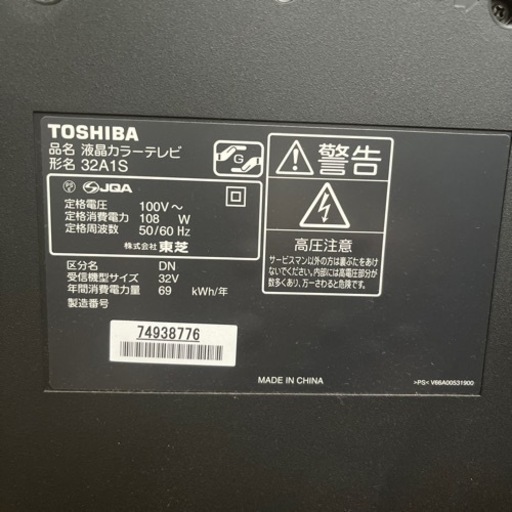 TOSHIBA
品名 液晶カラーテレビ
形名 32A1S
G
PS
E
JQA
定格電圧 100V～
定格消費電力 108 W
定格周波数 50/60 Hz
株式会社 東芝
区分名 DN
受信機型サイズ 32V
年間消費電力量 69 kWh/年
製造番号
74938776
警告
高圧注意
サービスマン以外の方は裏ぶたをあけ
ないでください。内部には高電圧部分が
数多くあり、万一さわると危険です。
MADE IN CHINA
>PS< V66A00531900